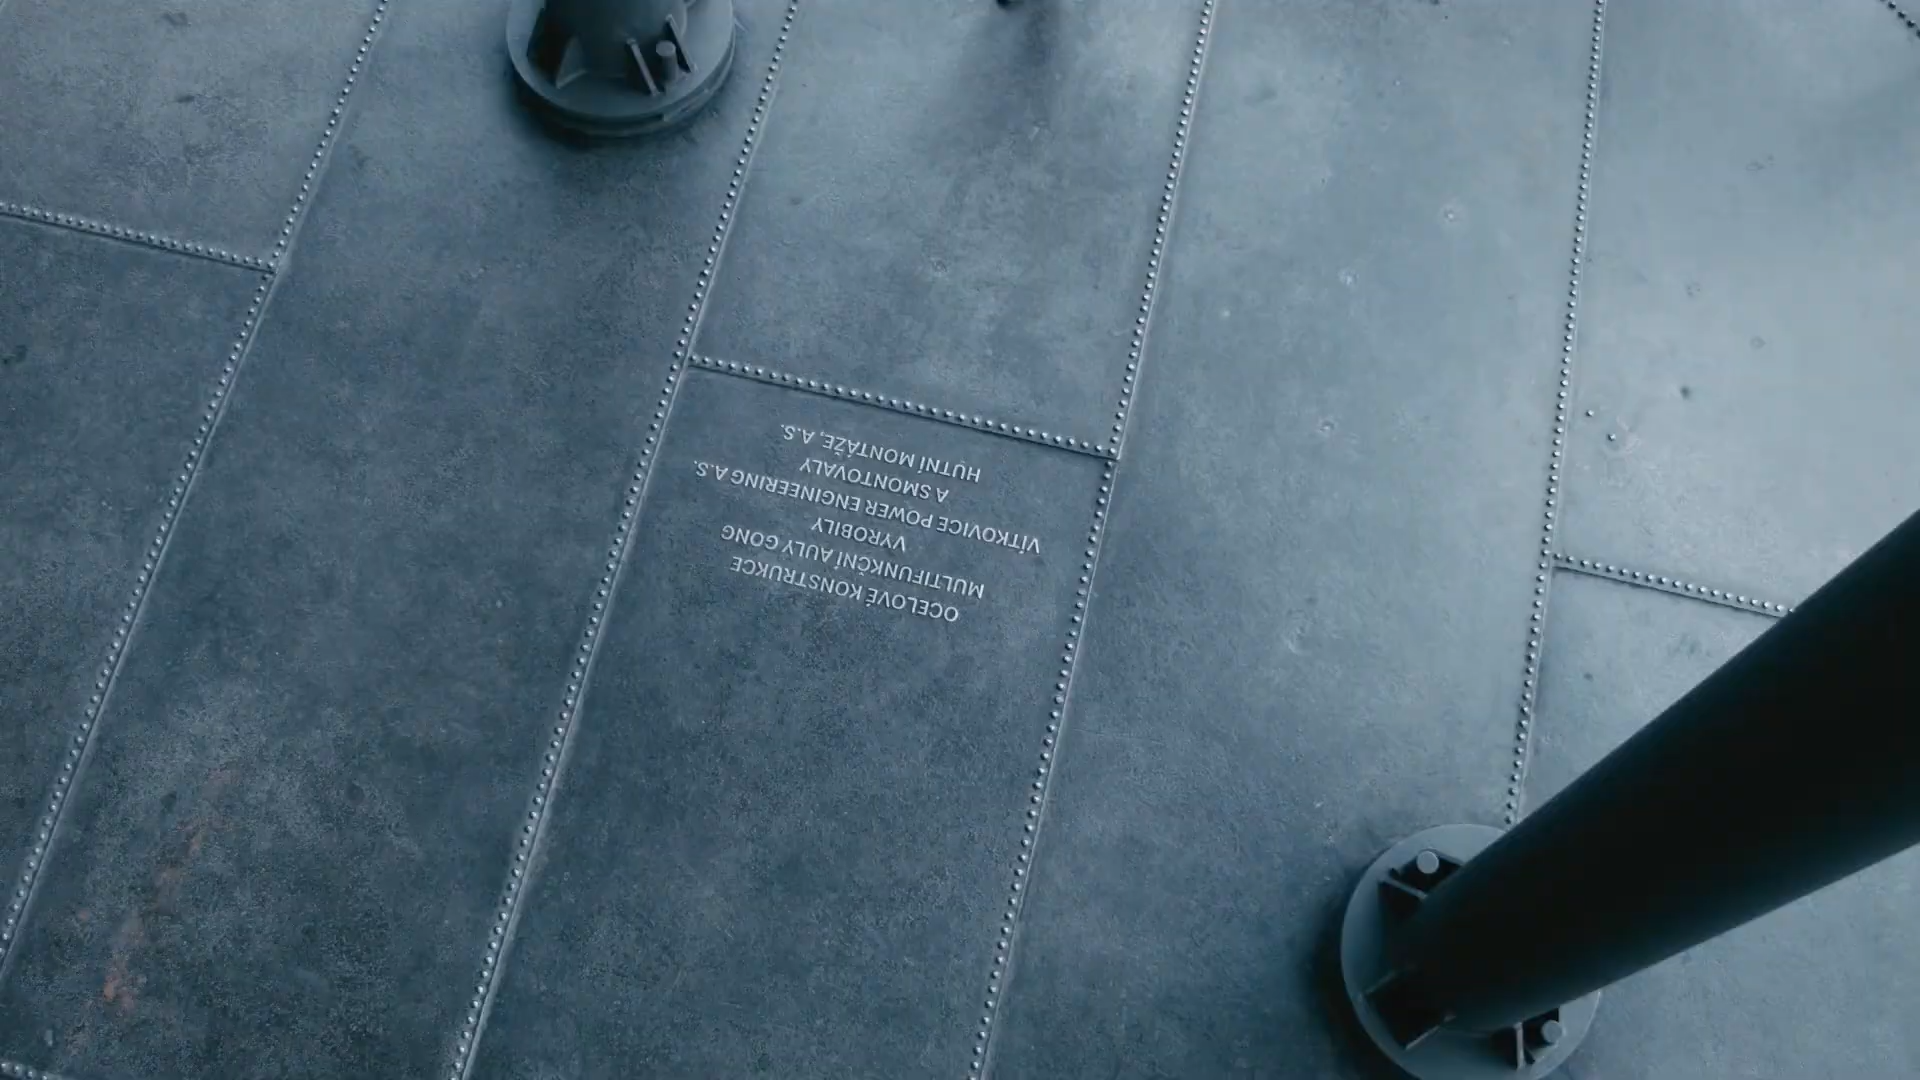 OCELOVÉ KONSTRUKCE
MULTIFUNKČNÍ AULY GONG
VYROBILY
VÍTKOVICE POWER ENGINEERING A.S.
A SMONTOVALY
HUTNÍ MONTÁŽE, A.S.